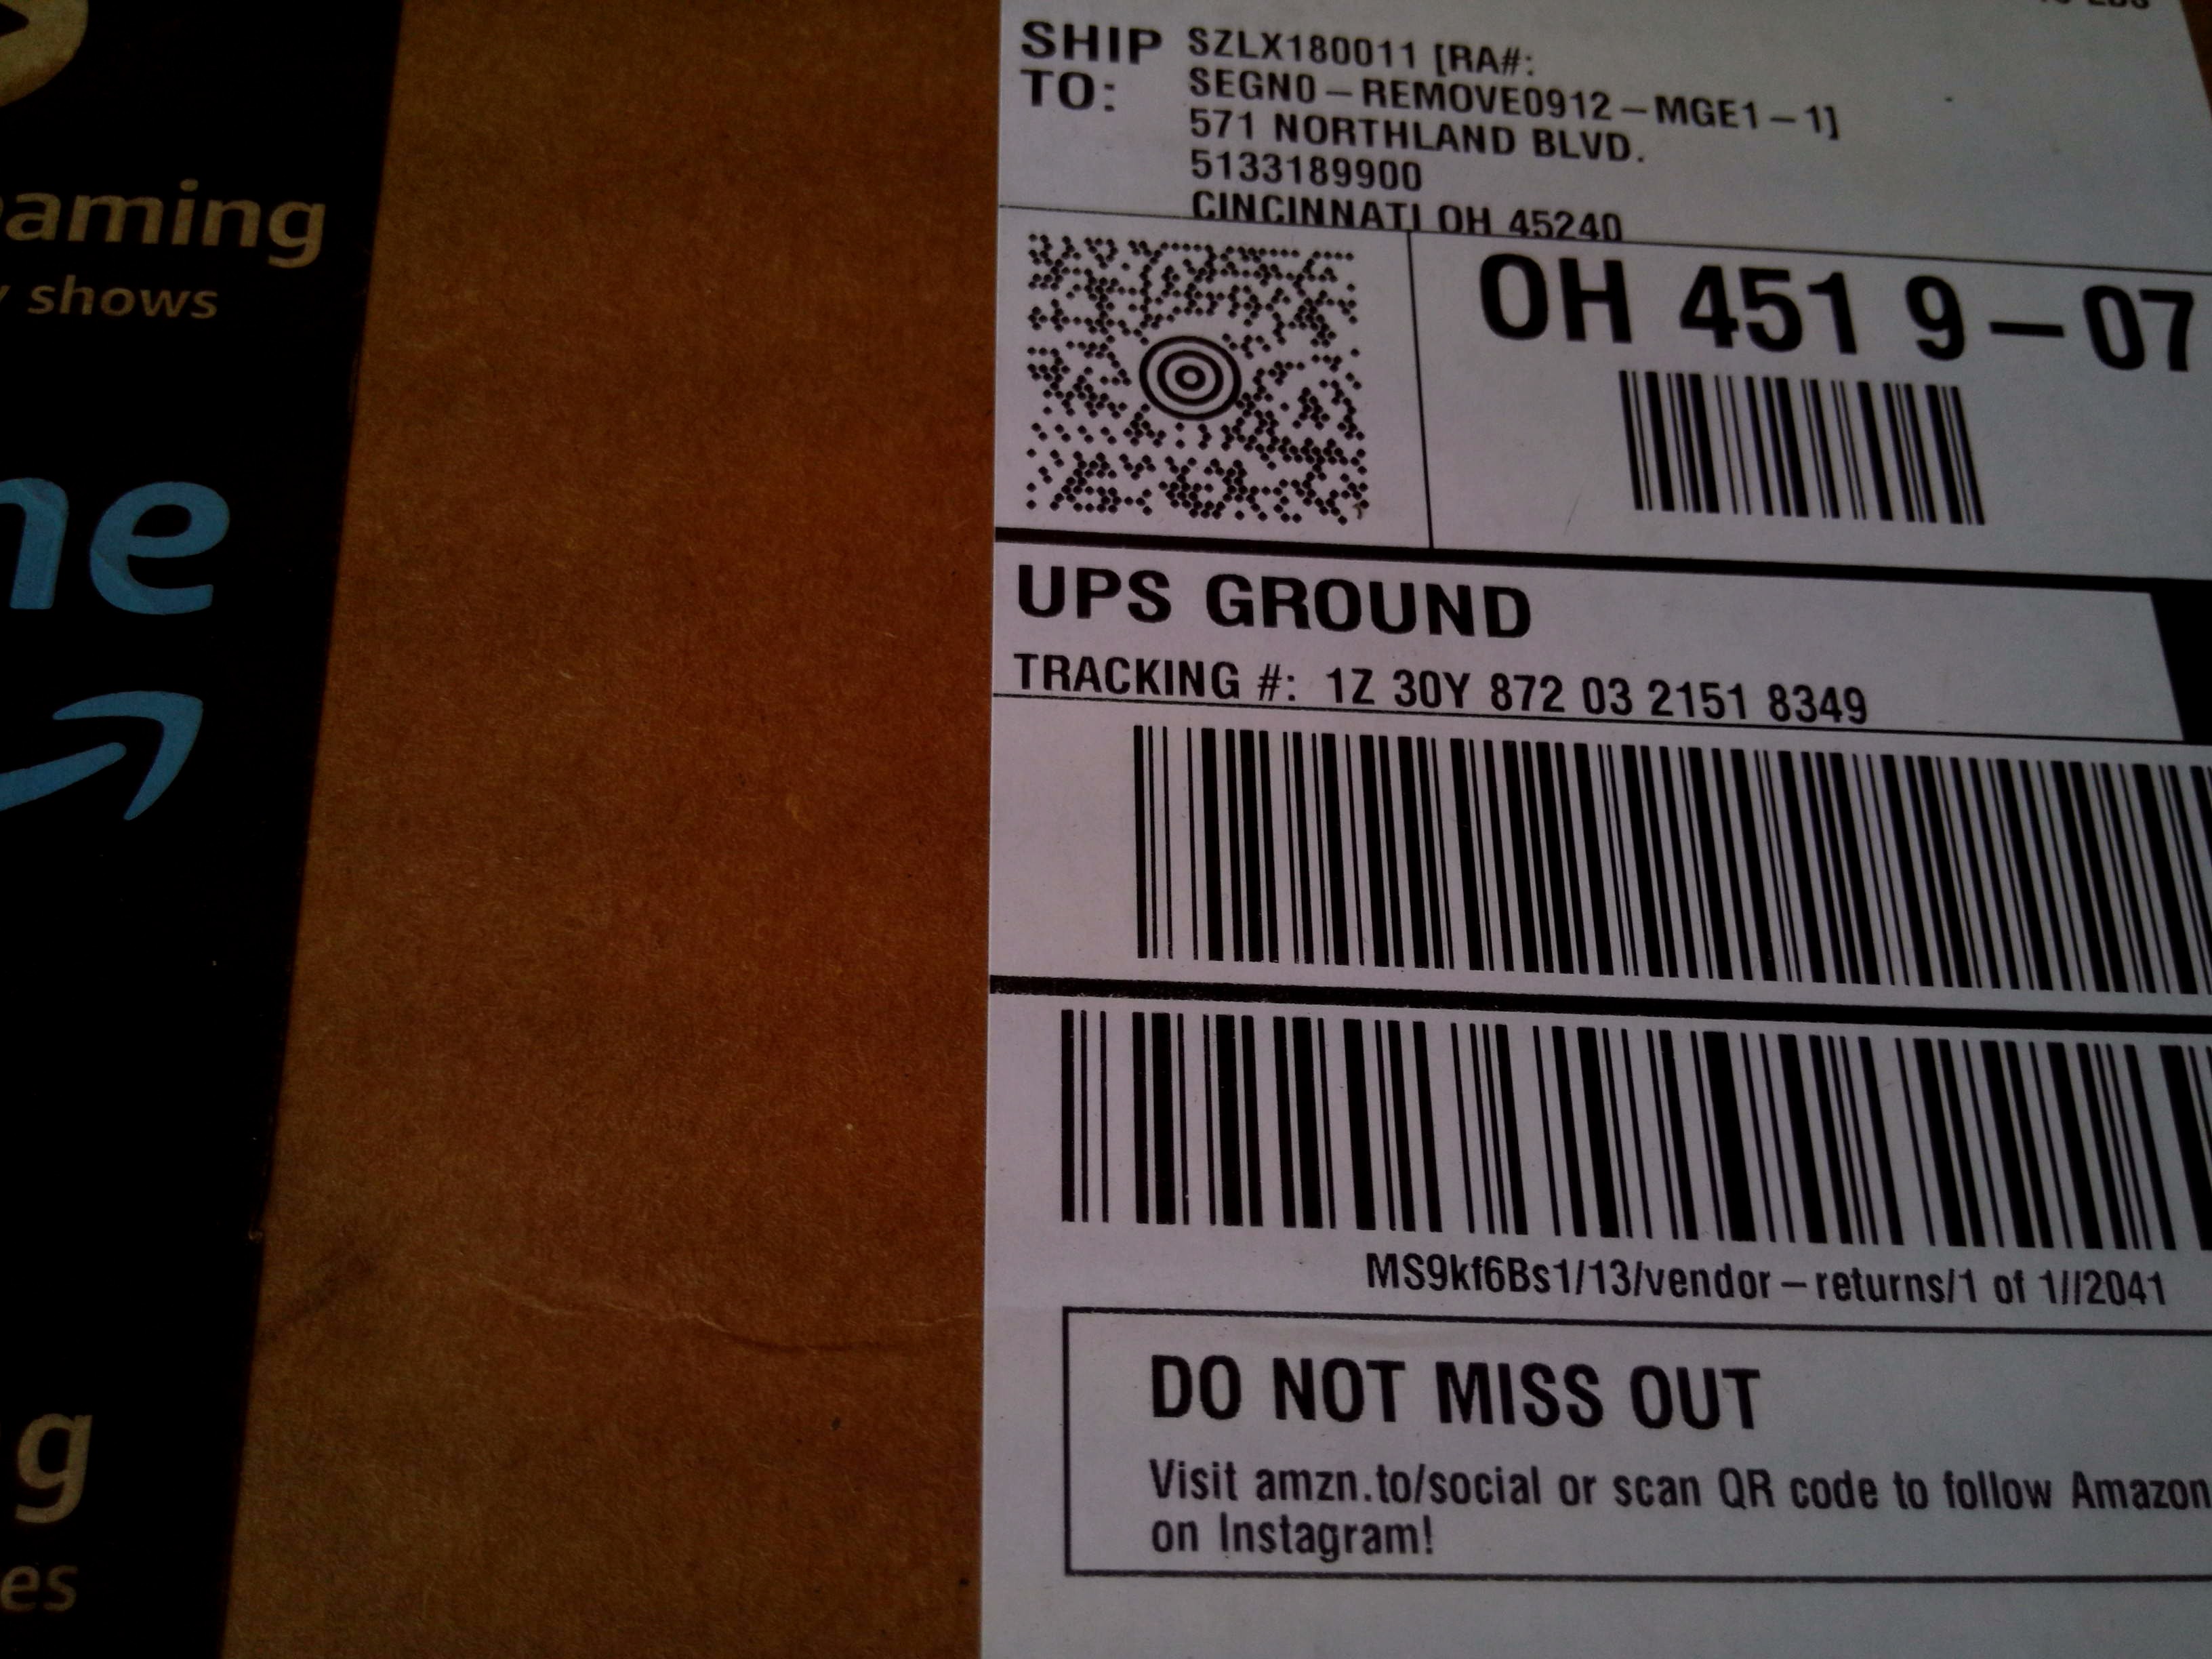 SHIP TO:
SZLX180011 [RA#:
SEGN0-REMOVE0912-MGE1-1]
571 NORTHLAND BLVD.
5133189900
CINCINNATI OH 45240
OH 451 9-07
UPS GROUND
TRACKING #: 1Z 30Y 872 03 2151 8349
MS9kf6Bs1/13/vendor-returns/1 of 1//2041
DO NOT MISS OUT
Visit amzn.to/social or scan QR code to follow Amazon
on Instagram!
aming
shows
ne
g
es